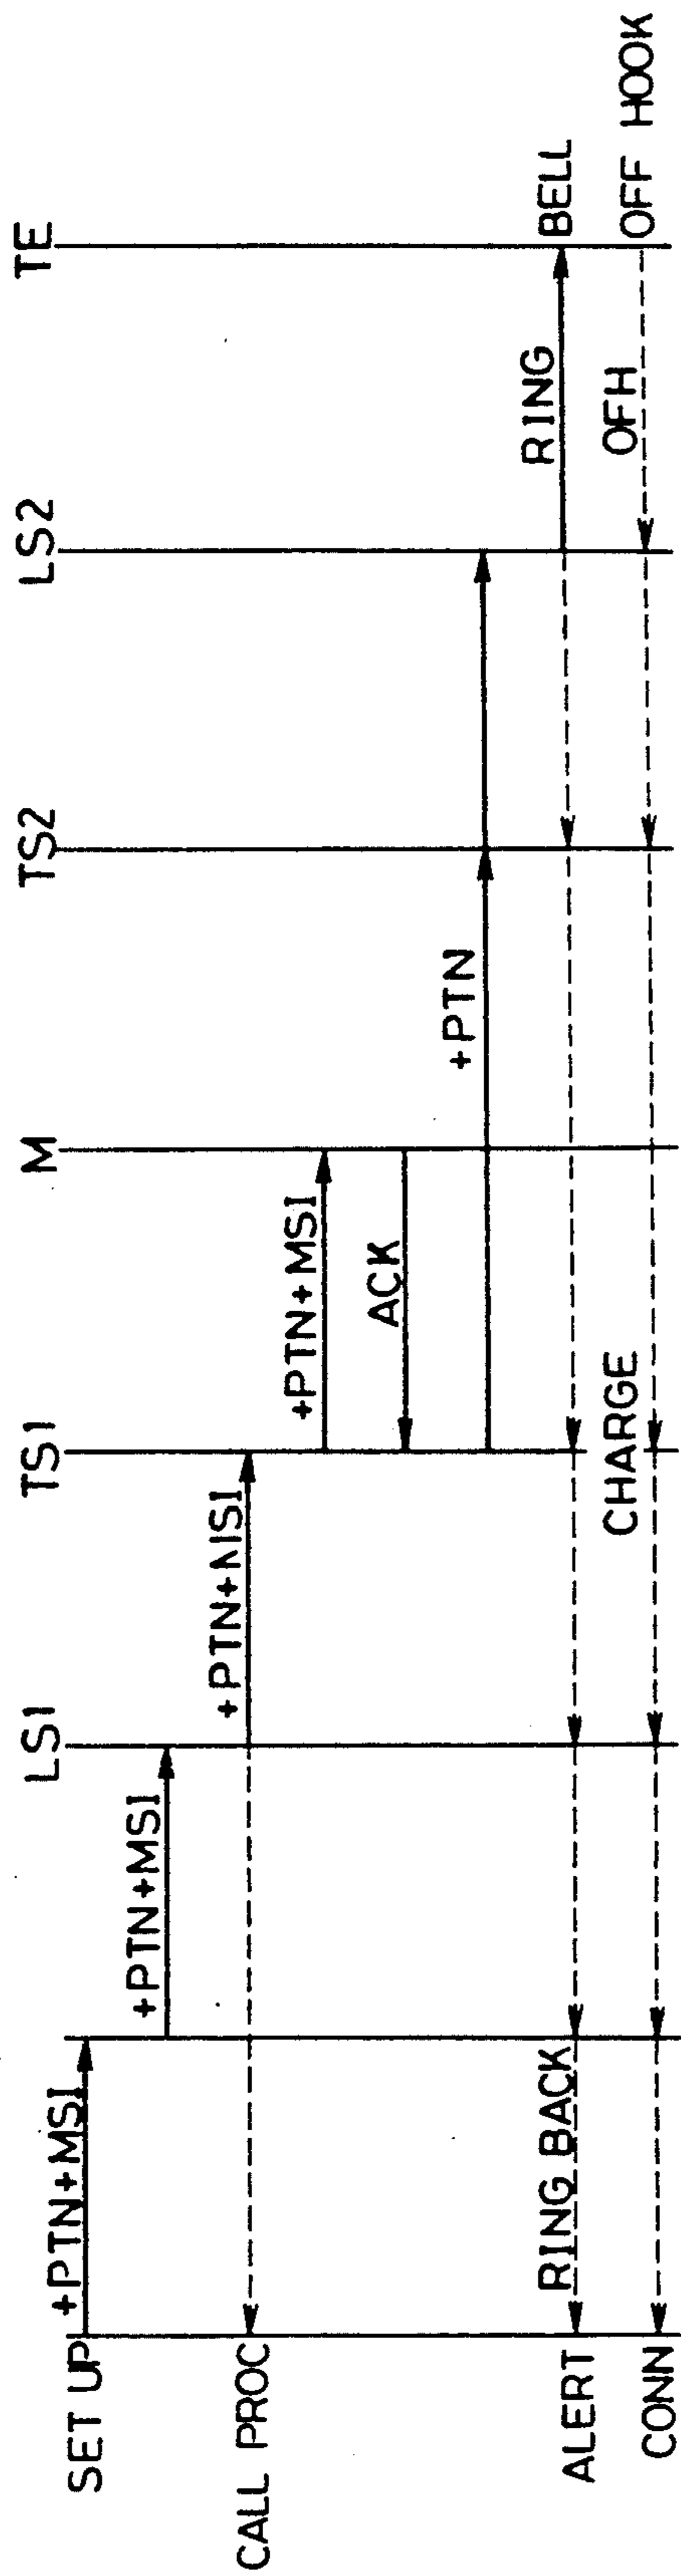 LS1
TS1
M
TS2
LS2
TE
SET UP
+PTN+MSI
+PTN+MSI
CALL PROC
+PTN+MSI
+PTN+MSI
ACK
+PTN
ALERT
RING BACK
RING
BELL
CONN
CHARGE
OFH
OFF HOOK